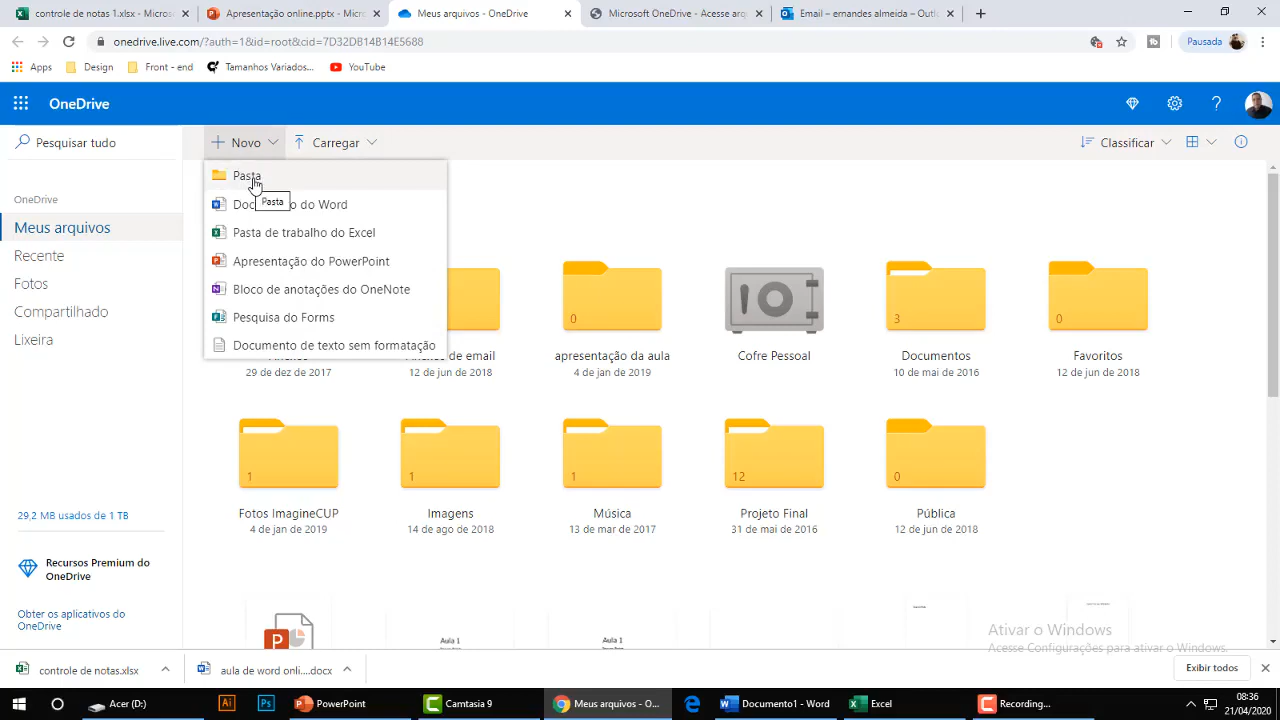 controle de notas 1.xlsx - Micros
Apresentação online.pptx - Micr
Meus arquivos - OneDrive
Microsoft OneDrive - Acesse arq
Email – emandes almeida – Outl
onedrive.live.com/?auth=1&id=root&cid=7D32DB14B14E5688
Pausada
Apps
Design
Front - end
Tamanhos Variados...
YouTube
OneDrive
Pesquisar tudo
Novo
Carregar
Classificar
OneDrive
Meus arquivos
Recente
Fotos
Compartilhado
Lixeira
29,2 MB usados de 1 TB
Recursos Premium do
OneDrive
Obter os aplicativos do
OneDrive
Pasta
Pasta
do Word
Pasta de trabalho do Excel
Apresentação do PowerPoint
Bloco de anotações do OneNote
Pesquisa do Forms
Documento de texto sem formatação
0
3
0
de email
apresentação da aula
Cofre Pessoal
Documentos
Favoritos
29 de dez de 2017
12 de jun de 2018
4 de jan de 2019
10 de mai de 2016
12 de jun de 2018
1
1
1
12
0
Fotos ImagineCUP
Imagens
Música
Projeto Final
Pública
4 de jan de 2019
14 de ago de 2018
13 de mar de 2017
31 de mai de 2016
12 de jun de 2018
Aula 1
Aula 1
Ativar o Windows
Acesse Configurações para ativar o Windows.
controle de notas.xlsx
aula de word onli....docx
Exibir todos
Acer (D:)
PowerPoint
Camtasia 9
Meus arquivos - O...
Documento1 - Word
Excel
Recording...
08:36
21/04/2020